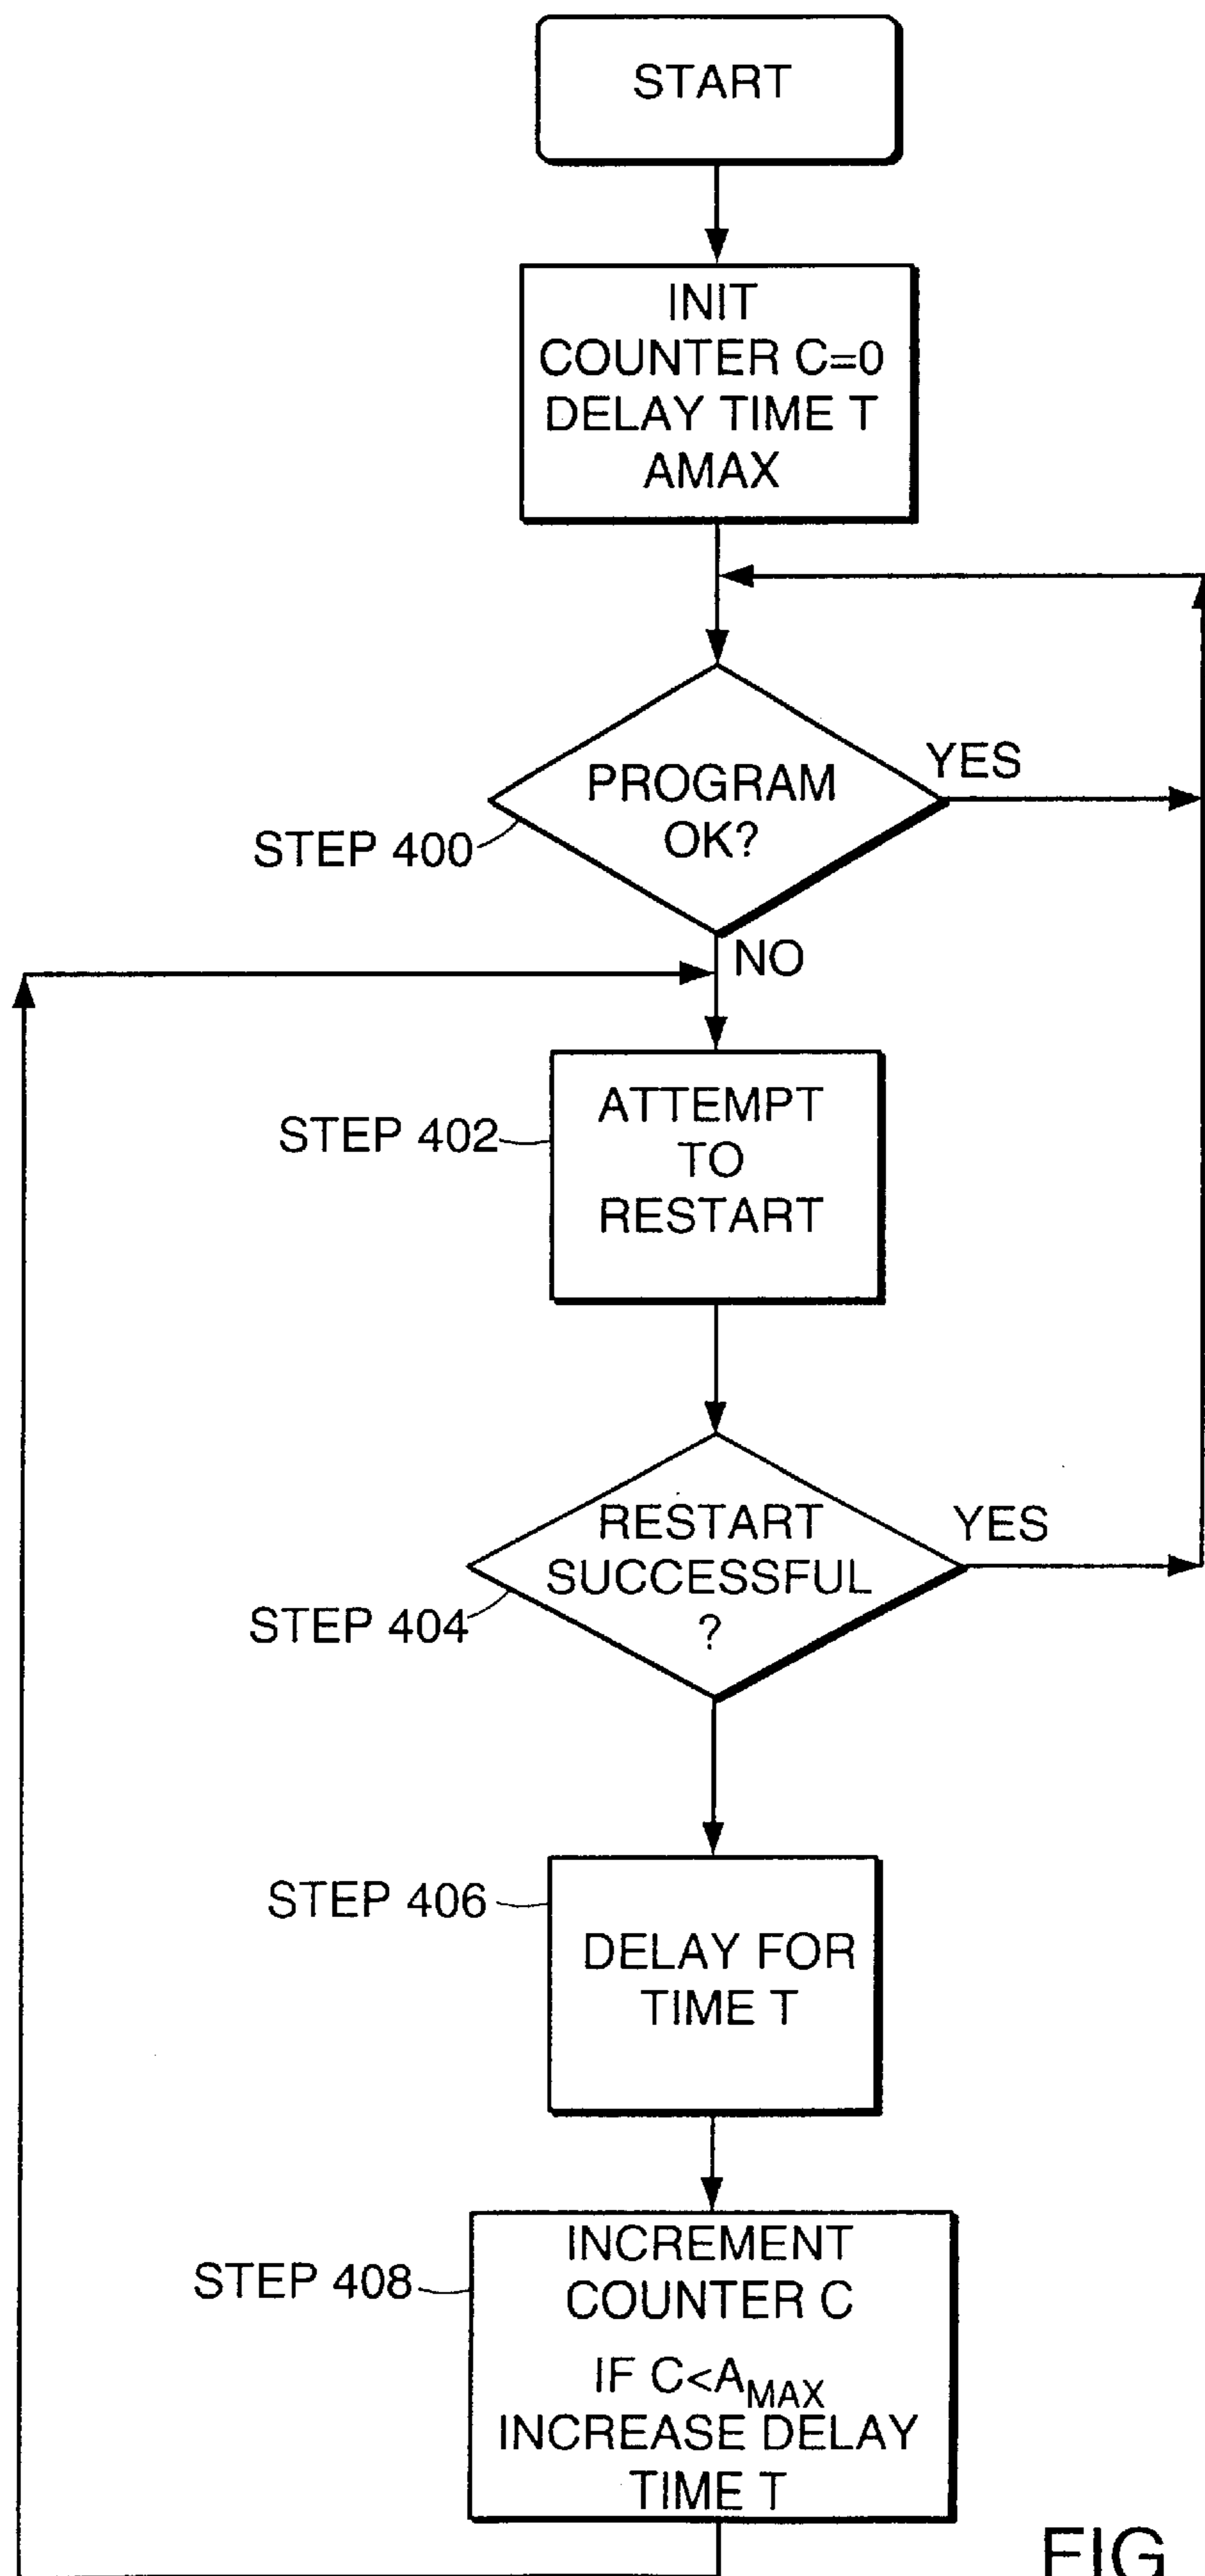 START
INIT
COUNTER C=0
DELAY TIME T
AMAX
YES
PROGRAM
OK?
STEP 400
NO
ATTEMPT
TO
RESTART
STEP 402
RESTART
SUCCESSFUL
?
YES
STEP 404
STEP 406
DELAY FOR
TIME T
STEP 408
INCREMENT
COUNTER C
IF C<AMAX
INCREASE DELAY
TIME T
FIG